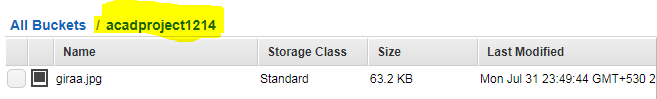 All Buckets / acadproject1214
Name Storage Class Size Last Modified
giraa.jpg Standard 63.2 KB Mon Jul 31 23:49:44 GMT+530 2